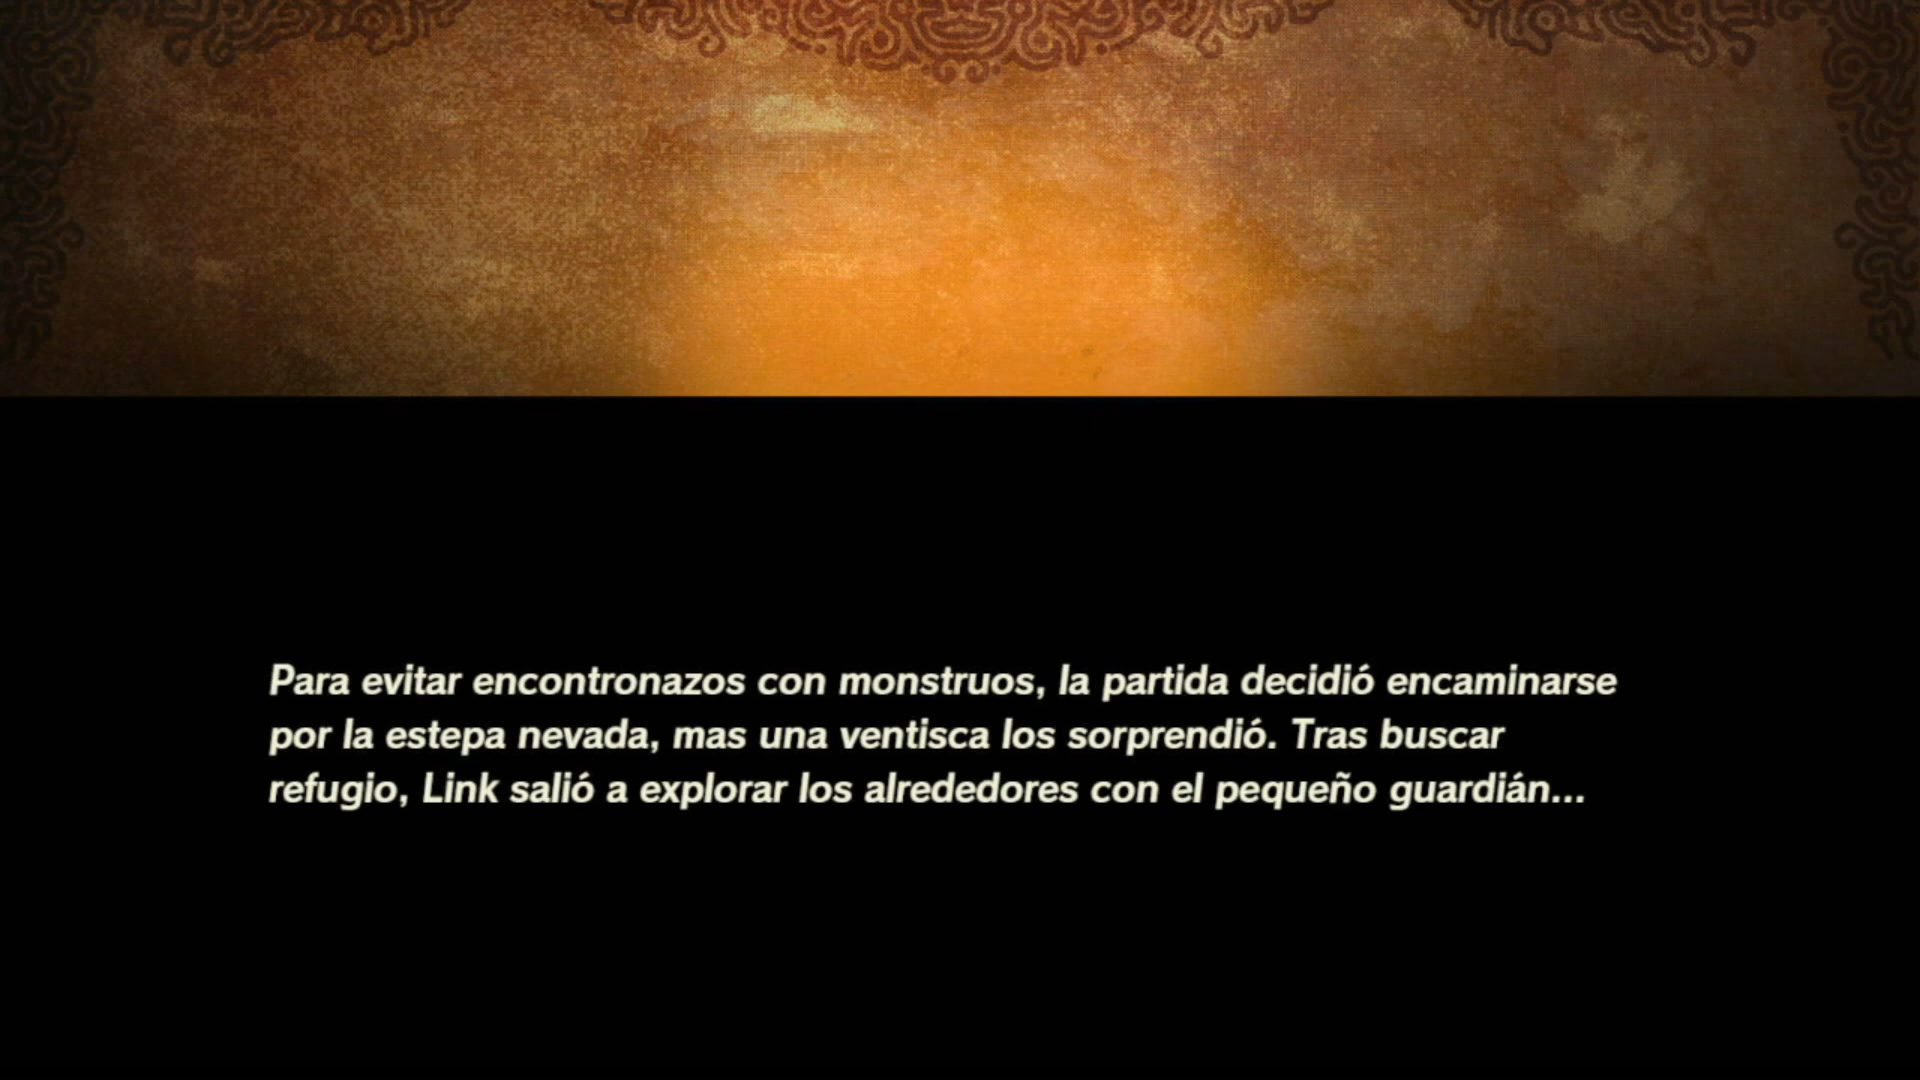 Para evitar encontronazos con monstruos, la partida decidió encaminarse
por la estepa nevada, mas una ventisca los sorprendió. Tras buscar
refugio, Link salió a explorar los alrededores con el pequeño guardián...